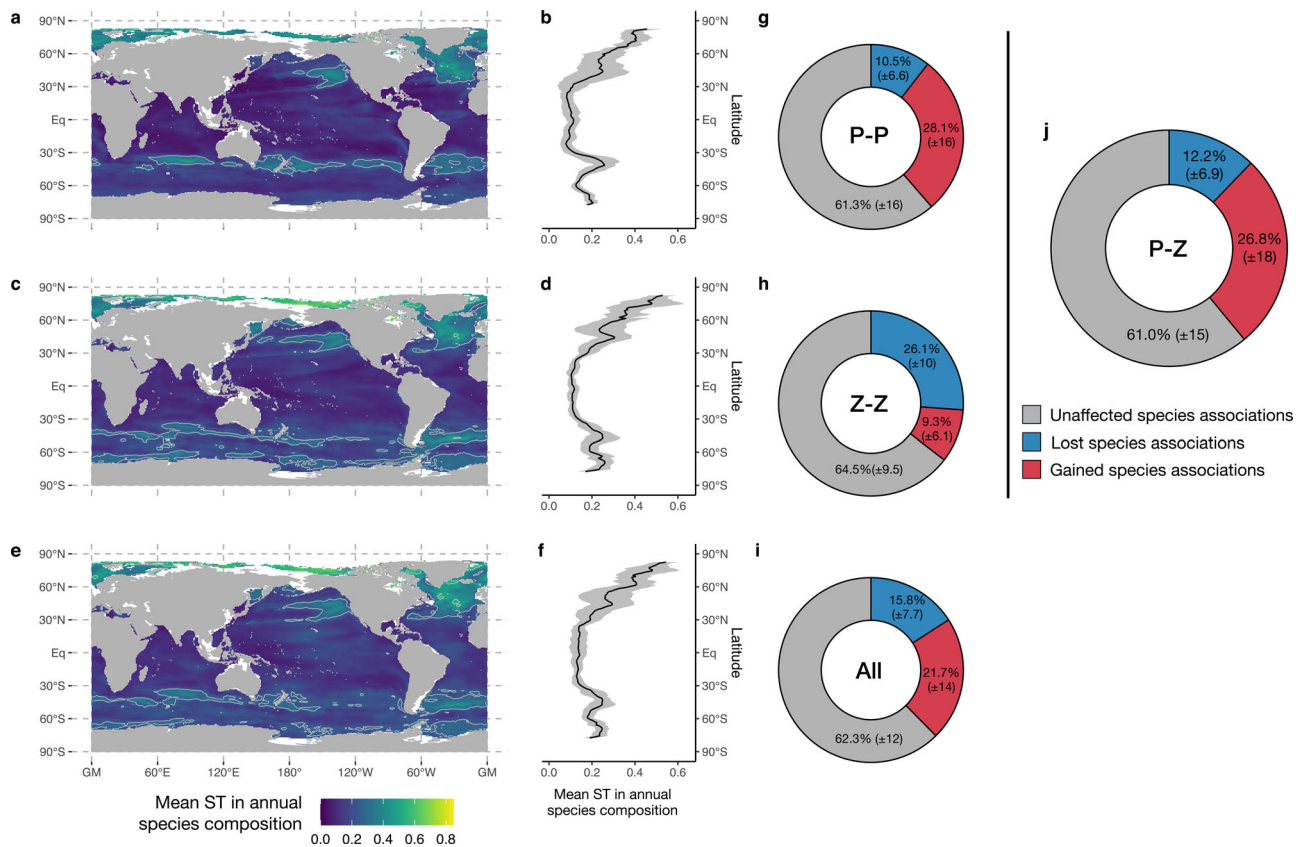 a
90°N
60°N
30°N
Eq
30°S
60°S
90°S
b
90°N
60°N
30°N
Eq
30°S
60°S
90°S
Latitude
0.0 0.2 0.4 0.6
g
10.5%
(±6.6)
28.1%
(±16)
P-P
61.3% (±16)
c
90°N
60°N
30°N
Eq
30°S
60°S
90°S
d
90°N
60°N
30°N
Eq
30°S
60°S
90°S
Latitude
0.0 0.2 0.4 0.6
h
26.1%
(±10)
Z-Z
9.3%
(±6.1)
64.5%(±9.5)
e
90°N
60°N
30°N
Eq
30°S
60°S
90°S
GM 60°E 120° 180° 120°W 60°W GM
Mean ST in annual
species composition
0.0 0.2 0.4 0.6 0.8
f
90°N
60°N
30°N
Eq
30°S
60°S
90°S
Latitude
0.0 0.2 0.4 0.6
Mean ST in annual
species composition
i
15.8%
(±7.7)
All
21.7%
(±14)
62.3% (±12)
j
12.2%
(±6.9)
P-Z
26.8%
(±18)
61.0% (±15)
Unaffected species associations
Lost species associations
Gained species associations